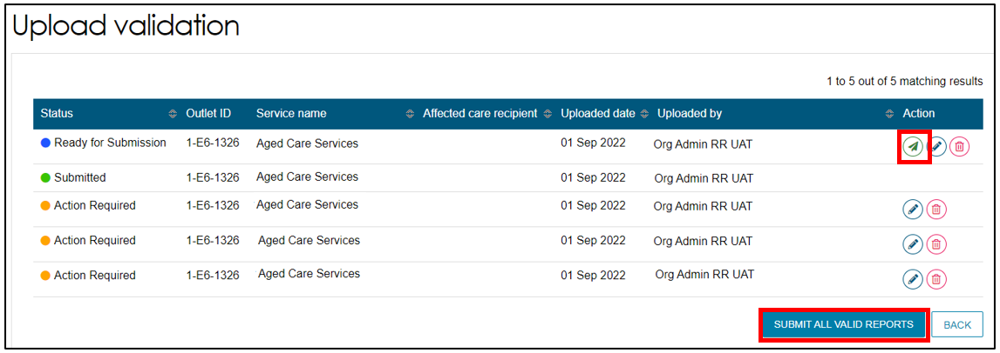 Upload validation
1 to 5 out of 5 matching results
Status Outlet ID Service name Affected care recipient Uploaded date Uploaded by Action
Ready for Submission 1-E6-1326 Aged Care Services 01 Sep 2022 Org Admin RR UAT
Submitted 1-E6-1326 Aged Care Services 01 Sep 2022 Org Admin RR UAT
Action Required 1-E6-1326 Aged Care Services 01 Sep 2022 Org Admin RR UAT
Action Required 1-E6-1326 Aged Care Services 01 Sep 2022 Org Admin RR UAT
Action Required 1-E6-1326 Aged Care Services 01 Sep 2022 Org Admin RR UAT
SUBMIT ALL VALID REPORTS BACK